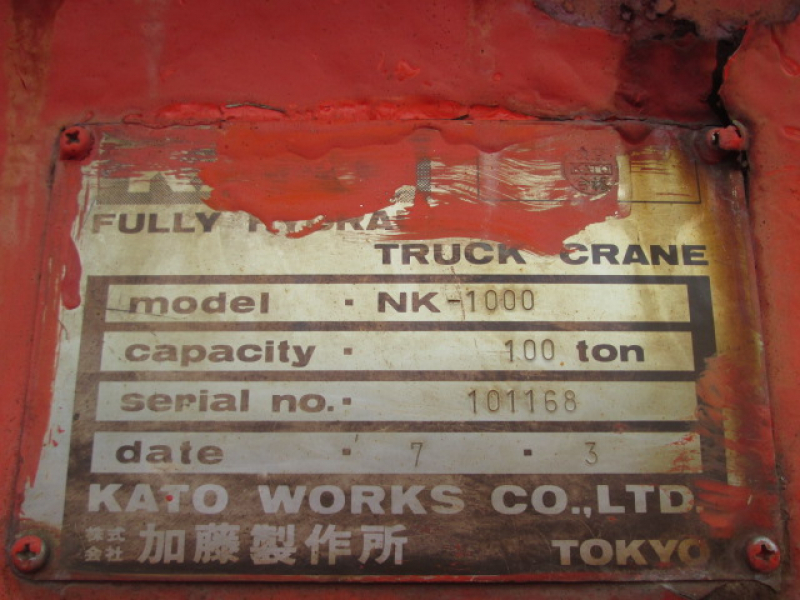 FULLY HYDRA
TRUCK CRANE
model · NK-1000
capacity · 100 ton
serial no. · 101168
date · 7 · 3
KATO WORKS CO.,LTD.
株式会社 加藤製作所 TOKYO